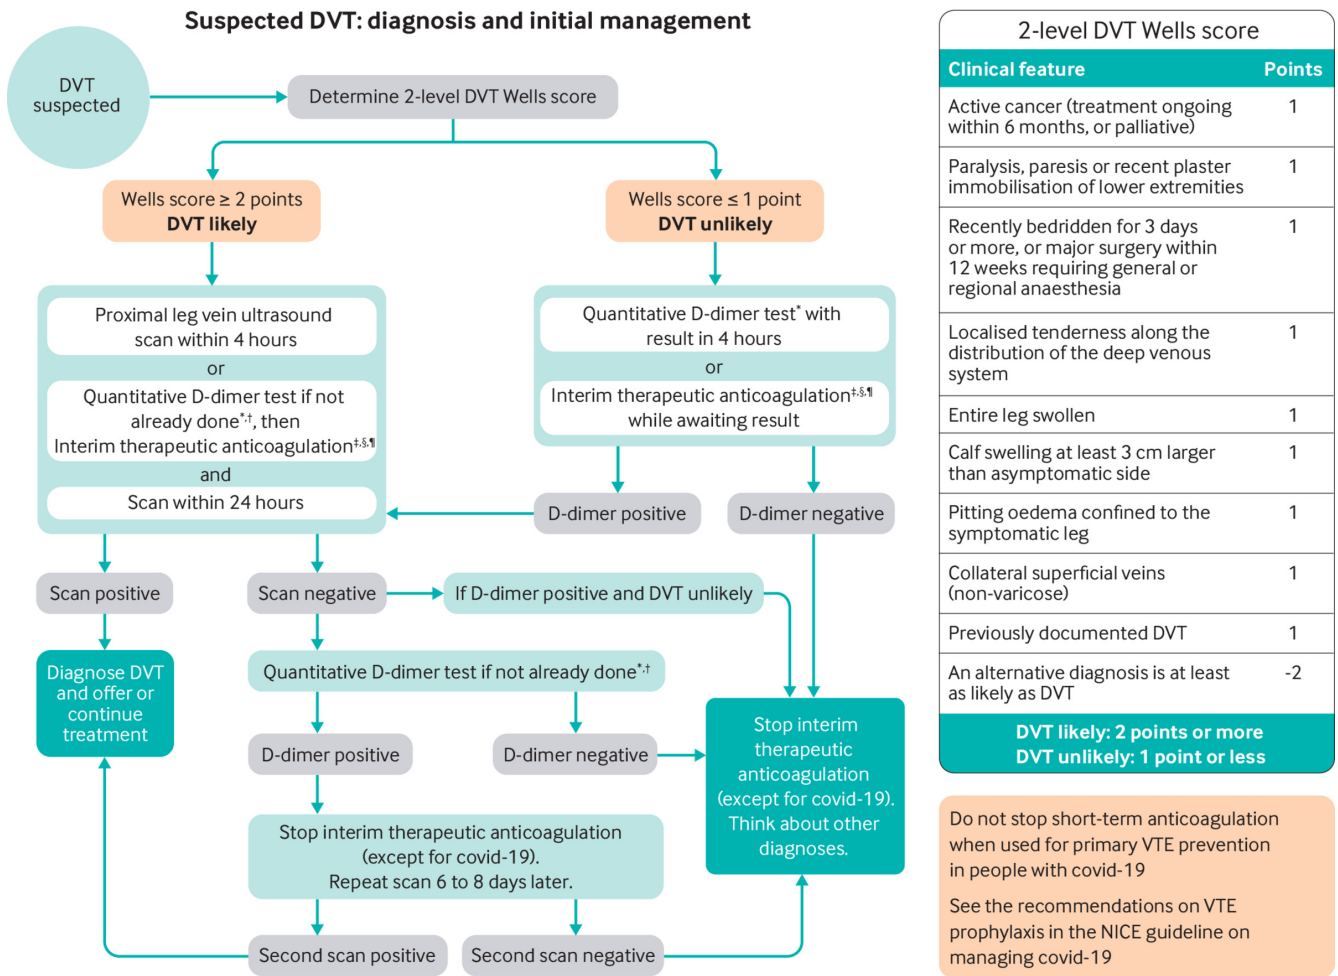 Suspected DVT: diagnosis and initial management
DVT
suspected
Determine 2-level DVT Wells score
Wells score ≥ 2 points
DVT likely
Wells score ≤ 1 point
DVT unlikely
Proximal leg vein ultrasound
scan within 4 hours
or
Quantitative D-dimer test if not
already done*,†, then
Interim therapeutic anticoagulation‡,§,¶
and
Scan within 24 hours
Quantitative D-dimer test* with
result in 4 hours
or
Interim therapeutic anticoagulation‡,§,¶
while awaiting result
D-dimer positive
D-dimer negative
Scan positive
Scan negative
If D-dimer positive and DVT unlikely
Diagnose DVT
and offer or
continue
treatment
Quantitative D-dimer test if not already done*,†
D-dimer positive
D-dimer negative
Stop interim
therapeutic
anticoagulation
(except for covid-19).
Think about other
diagnoses.
Stop interim therapeutic anticoagulation
(except for covid-19).
Repeat scan 6 to 8 days later.
Second scan positive
Second scan negative
2-level DVT Wells score
Clinical feature Points
Active cancer (treatment ongoing 1
within 6 months, or palliative)
Paralysis, paresis or recent plaster 1
immobilisation of lower extremities
Recently bedridden for 3 days 1
or more, or major surgery within
12 weeks requiring general or
regional anaesthesia
Localised tenderness along the 1
distribution of the deep venous
system
Entire leg swollen 1
Calf swelling at least 3 cm larger 1
than asymptomatic side
Pitting oedema confined to the 1
symptomatic leg
Collateral superficial veins 1
(non-varicose)
Previously documented DVT 1
An alternative diagnosis is at least -2
as likely as DVT
DVT likely: 2 points or more
DVT unlikely: 1 point or less
Do not stop short-term anticoagulation
when used for primary VTE prevention
in people with covid-19
See the recommendations on VTE
prophylaxis in the NICE guideline on
managing covid-19